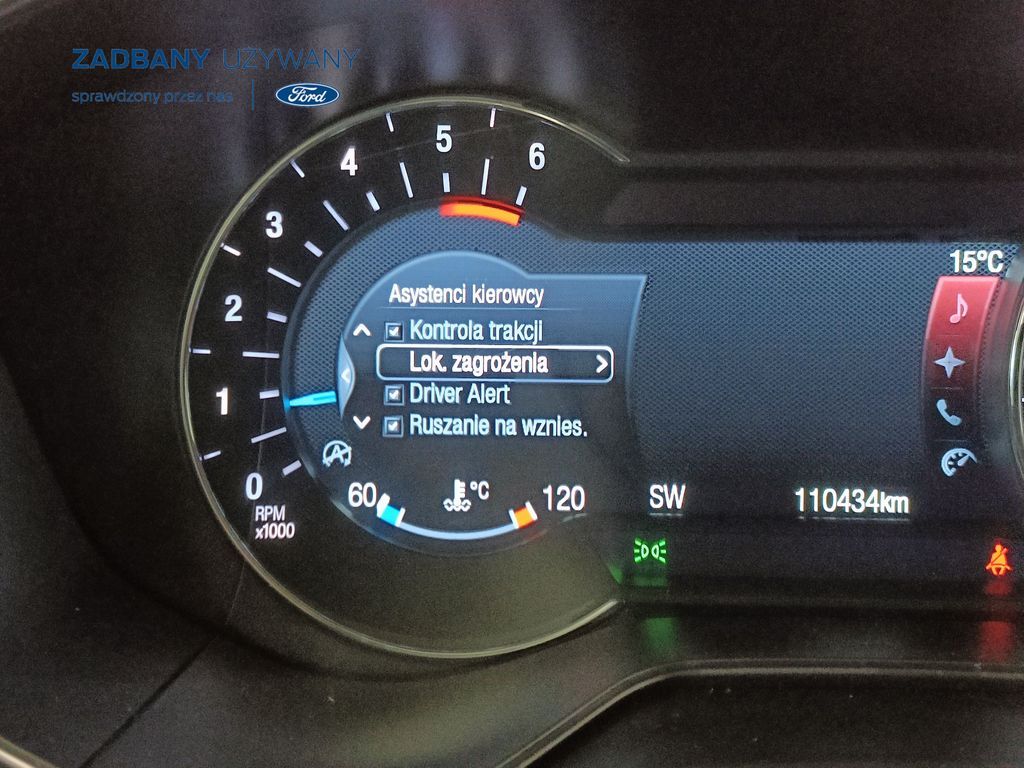 ZADBANY UŻYWANY
sprawdzony przez nas
Ford
5
6
4
3
2
1
0
RPM
x1000
15°C
Asystenci kierowcy
Kontrola trakcji
Lok. zagrożenia
Driver Alert
Ruszanie na wznies.
60
°C
120
SW
110434km